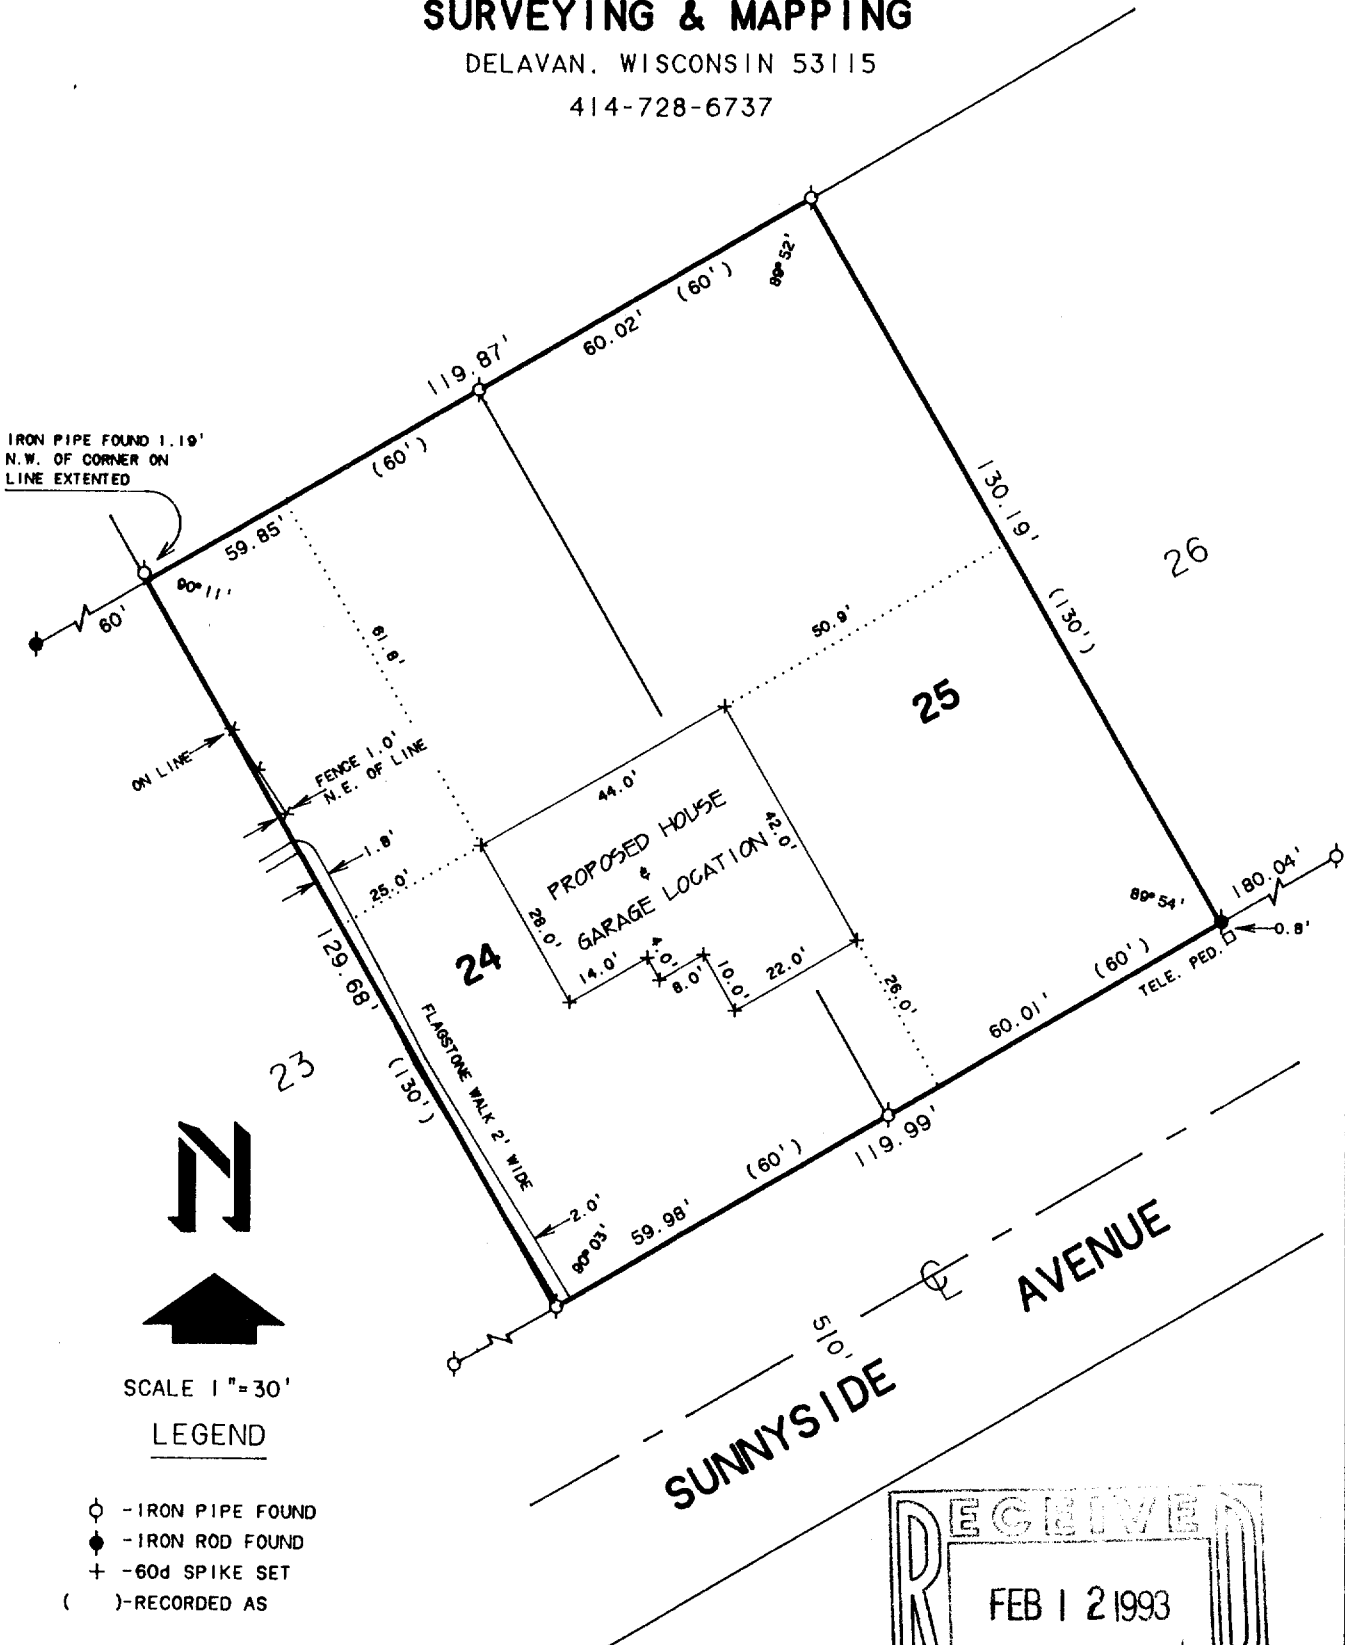 SURVEYING & MAPPING
DELAVAN. WISCONSIN 53115
414-728-6737
89° 52'
(60')
60.02'
119.87'
(60')
59.85'
IRON PIPE FOUND 1.19'
N.W. OF CORNER ON
LINE EXTENTED
90° 11'
60'
61.8'
130.19'
(130')
26
50.9'
25
ON LINE
FENCE 1.0'
N.E. OF LINE
1.8'
25.0'
44.0'
42.0'
PROPOSED HOUSE
&
GARAGE LOCATION
28.0'
14.0'
4.0'
8.0'
10.0'
22.0'
26.0'
24
129.68'
(130')
23
FLAGSTONE WALK 2' WIDE
2.0'
90° 03'
59.98'
(60')
119.99'
60.01'
(60')
89° 54'
180.04'
0.8'
TELE. PED.
N
510'
CL
SUNNYSIDE AVENUE
SCALE 1"=30'
LEGEND
-IRON PIPE FOUND
-IRON ROD FOUND
+ -60d SPIKE SET
( )-RECORDED AS
RECEIVED
FEB 12 1993